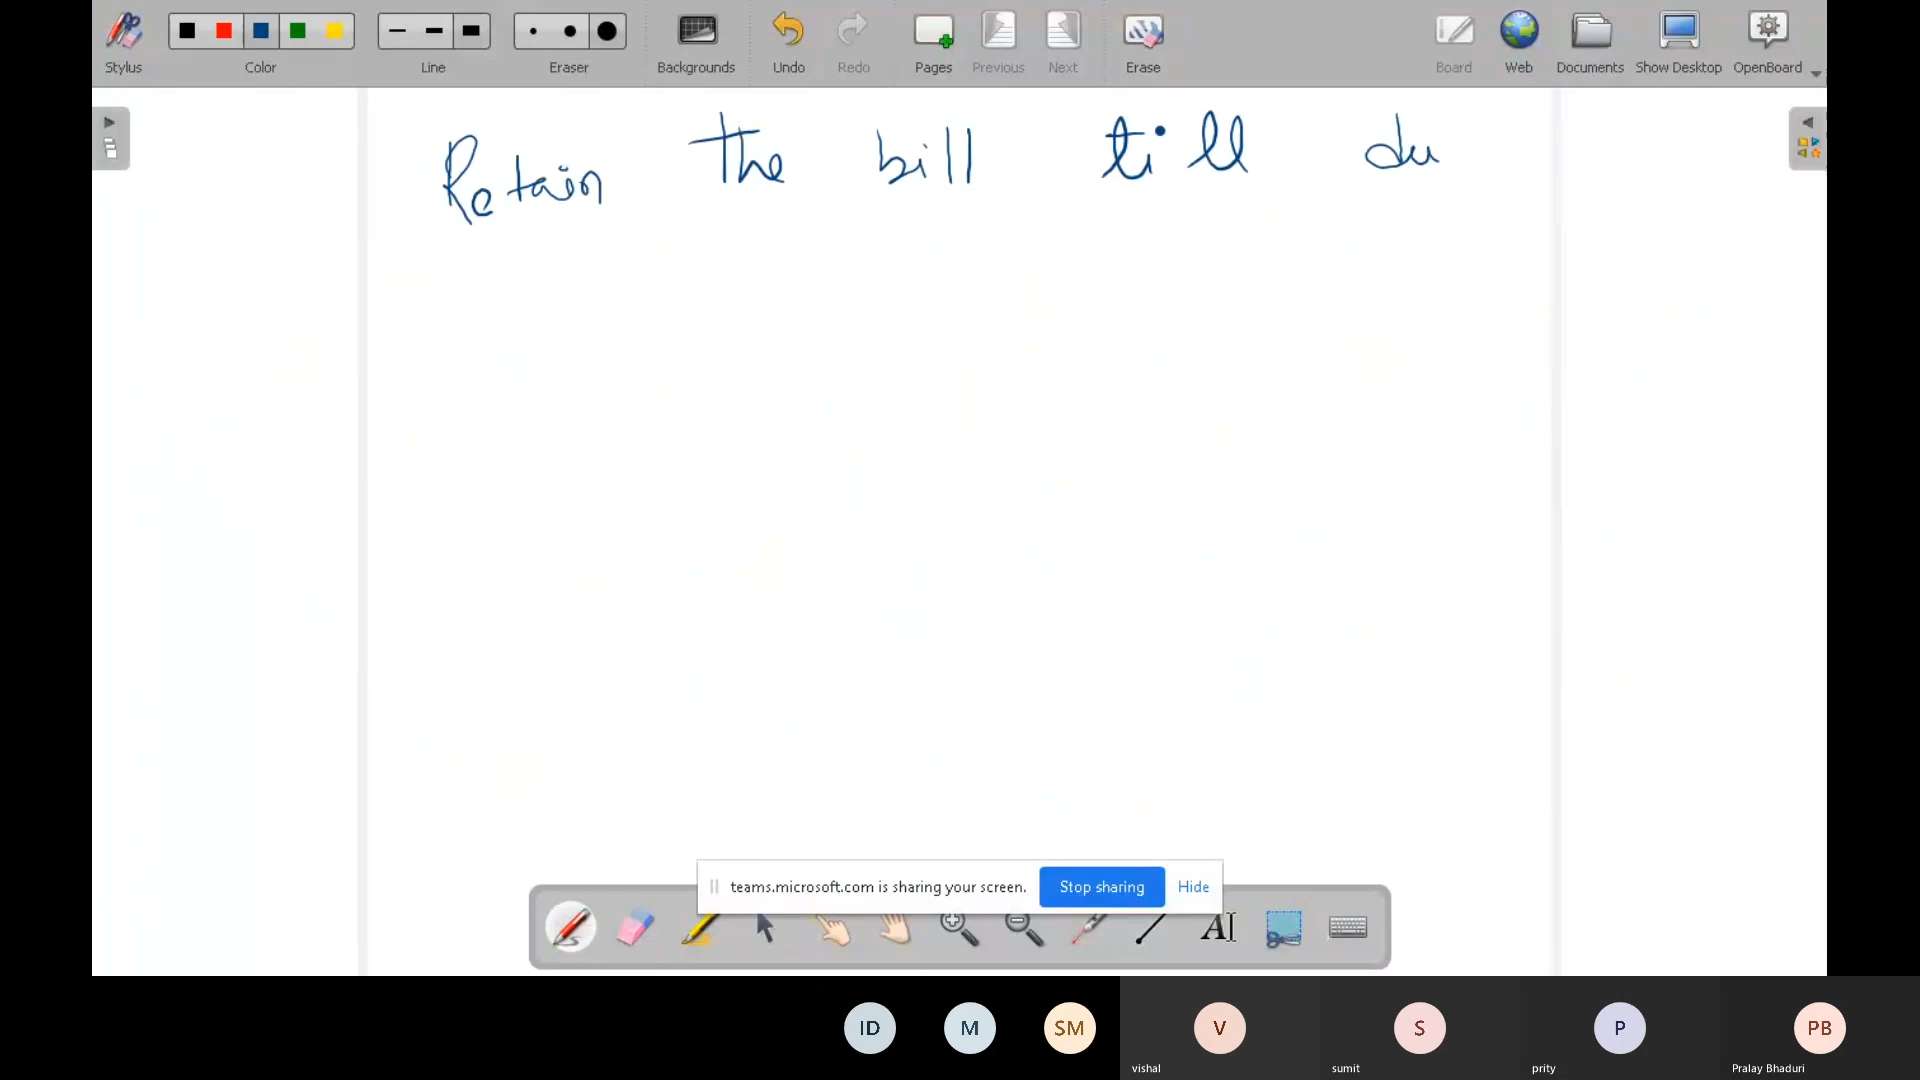 Stylus Color Line Eraser Backgrounds Undo Redo Pages Previous Next Erase Board Web Documents Show Desktop OpenBoard
Retain the bill till du
teams.microsoft.com is sharing your screen. Stop sharing Hide
A
ID M SM V S P PB
vishal sumit prity Pralay Bhaduri